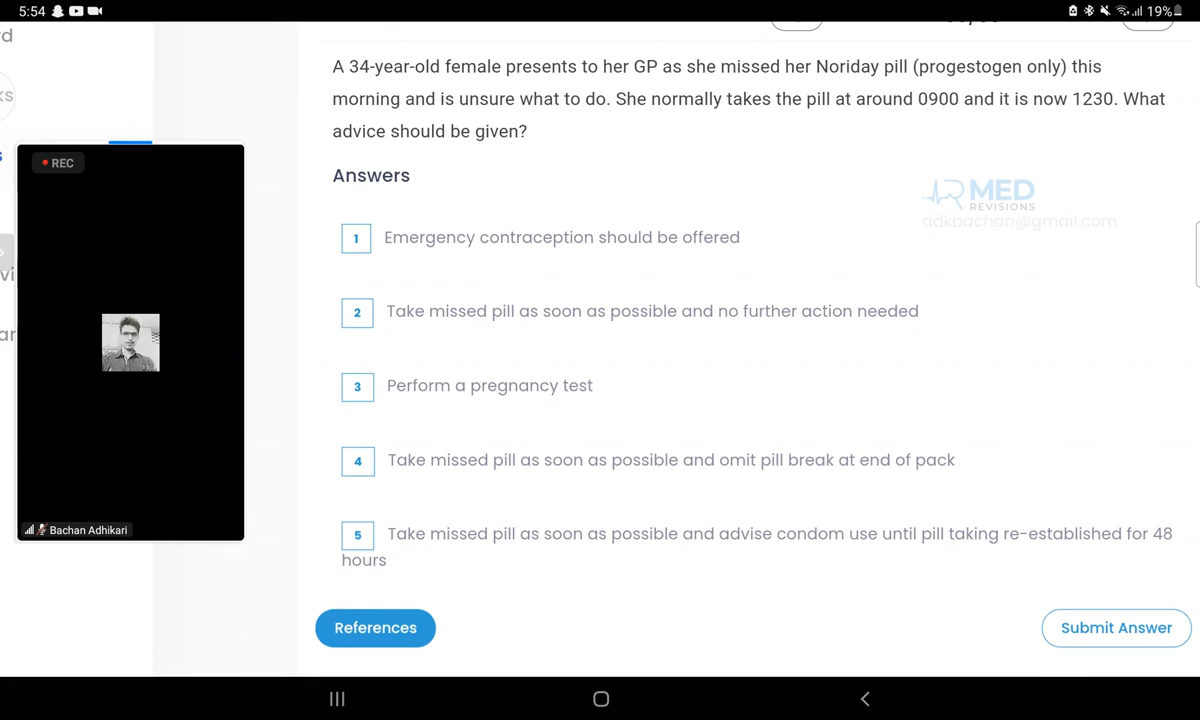 5:54
19%
rd
ks
s
vi
ar
REC
Bachan Adhikari
A 34-year-old female presents to her GP as she missed her Noriday pill (progestogen only) this
morning and is unsure what to do. She normally takes the pill at around 0900 and it is now 1230. What
advice should be given?
Answers
MED
REVISIONS
adkbachan@gmail.com
1 Emergency contraception should be offered
2 Take missed pill as soon as possible and no further action needed
3 Perform a pregnancy test
4 Take missed pill as soon as possible and omit pill break at end of pack
5 Take missed pill as soon as possible and advise condom use until pill taking re-established for 48
hours
References
Submit Answer